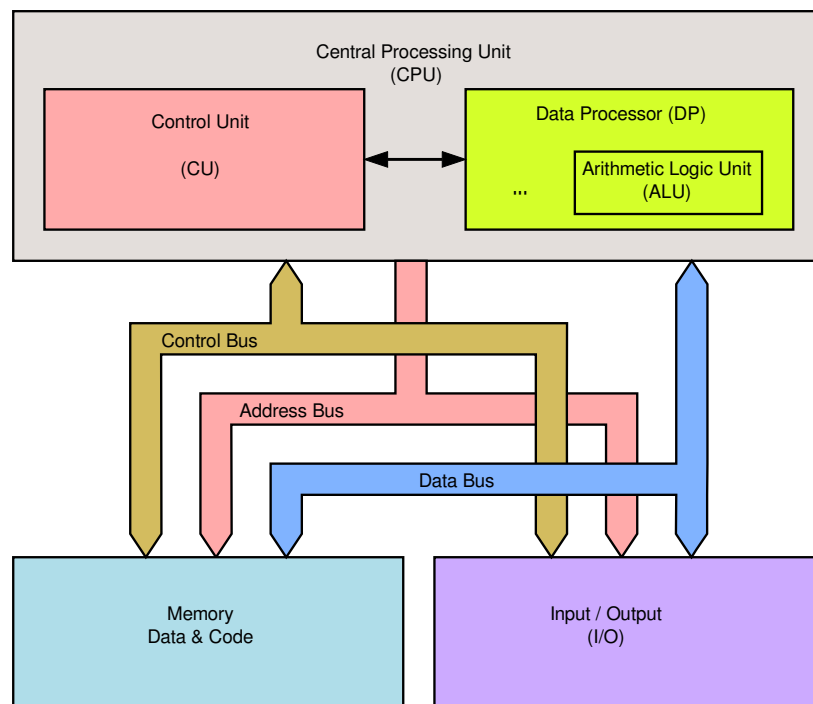 Central Processing Unit
(CPU)
Control Unit
(CU)
Data Processor (DP)
...
Arithmetic Logic Unit
(ALU)
Control Bus
Address Bus
Data Bus
Memory
Data & Code
Input / Output
(I/O)